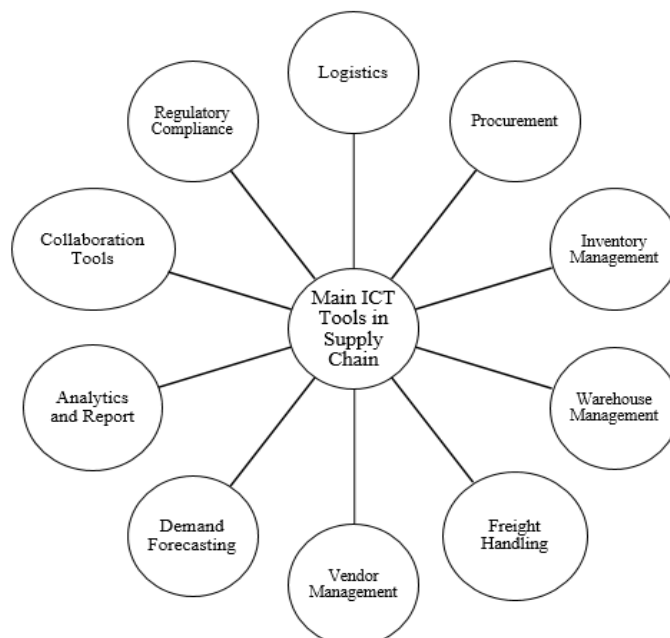 Logistics
Procurement
Inventory
Management
Warehouse
Management
Freight
Handling
Vendor
Management
Demand
Forecasting
Analytics
and Report
Collaboration
Tools
Regulatory
Compliance
Main ICT
Tools in
Supply
Chain